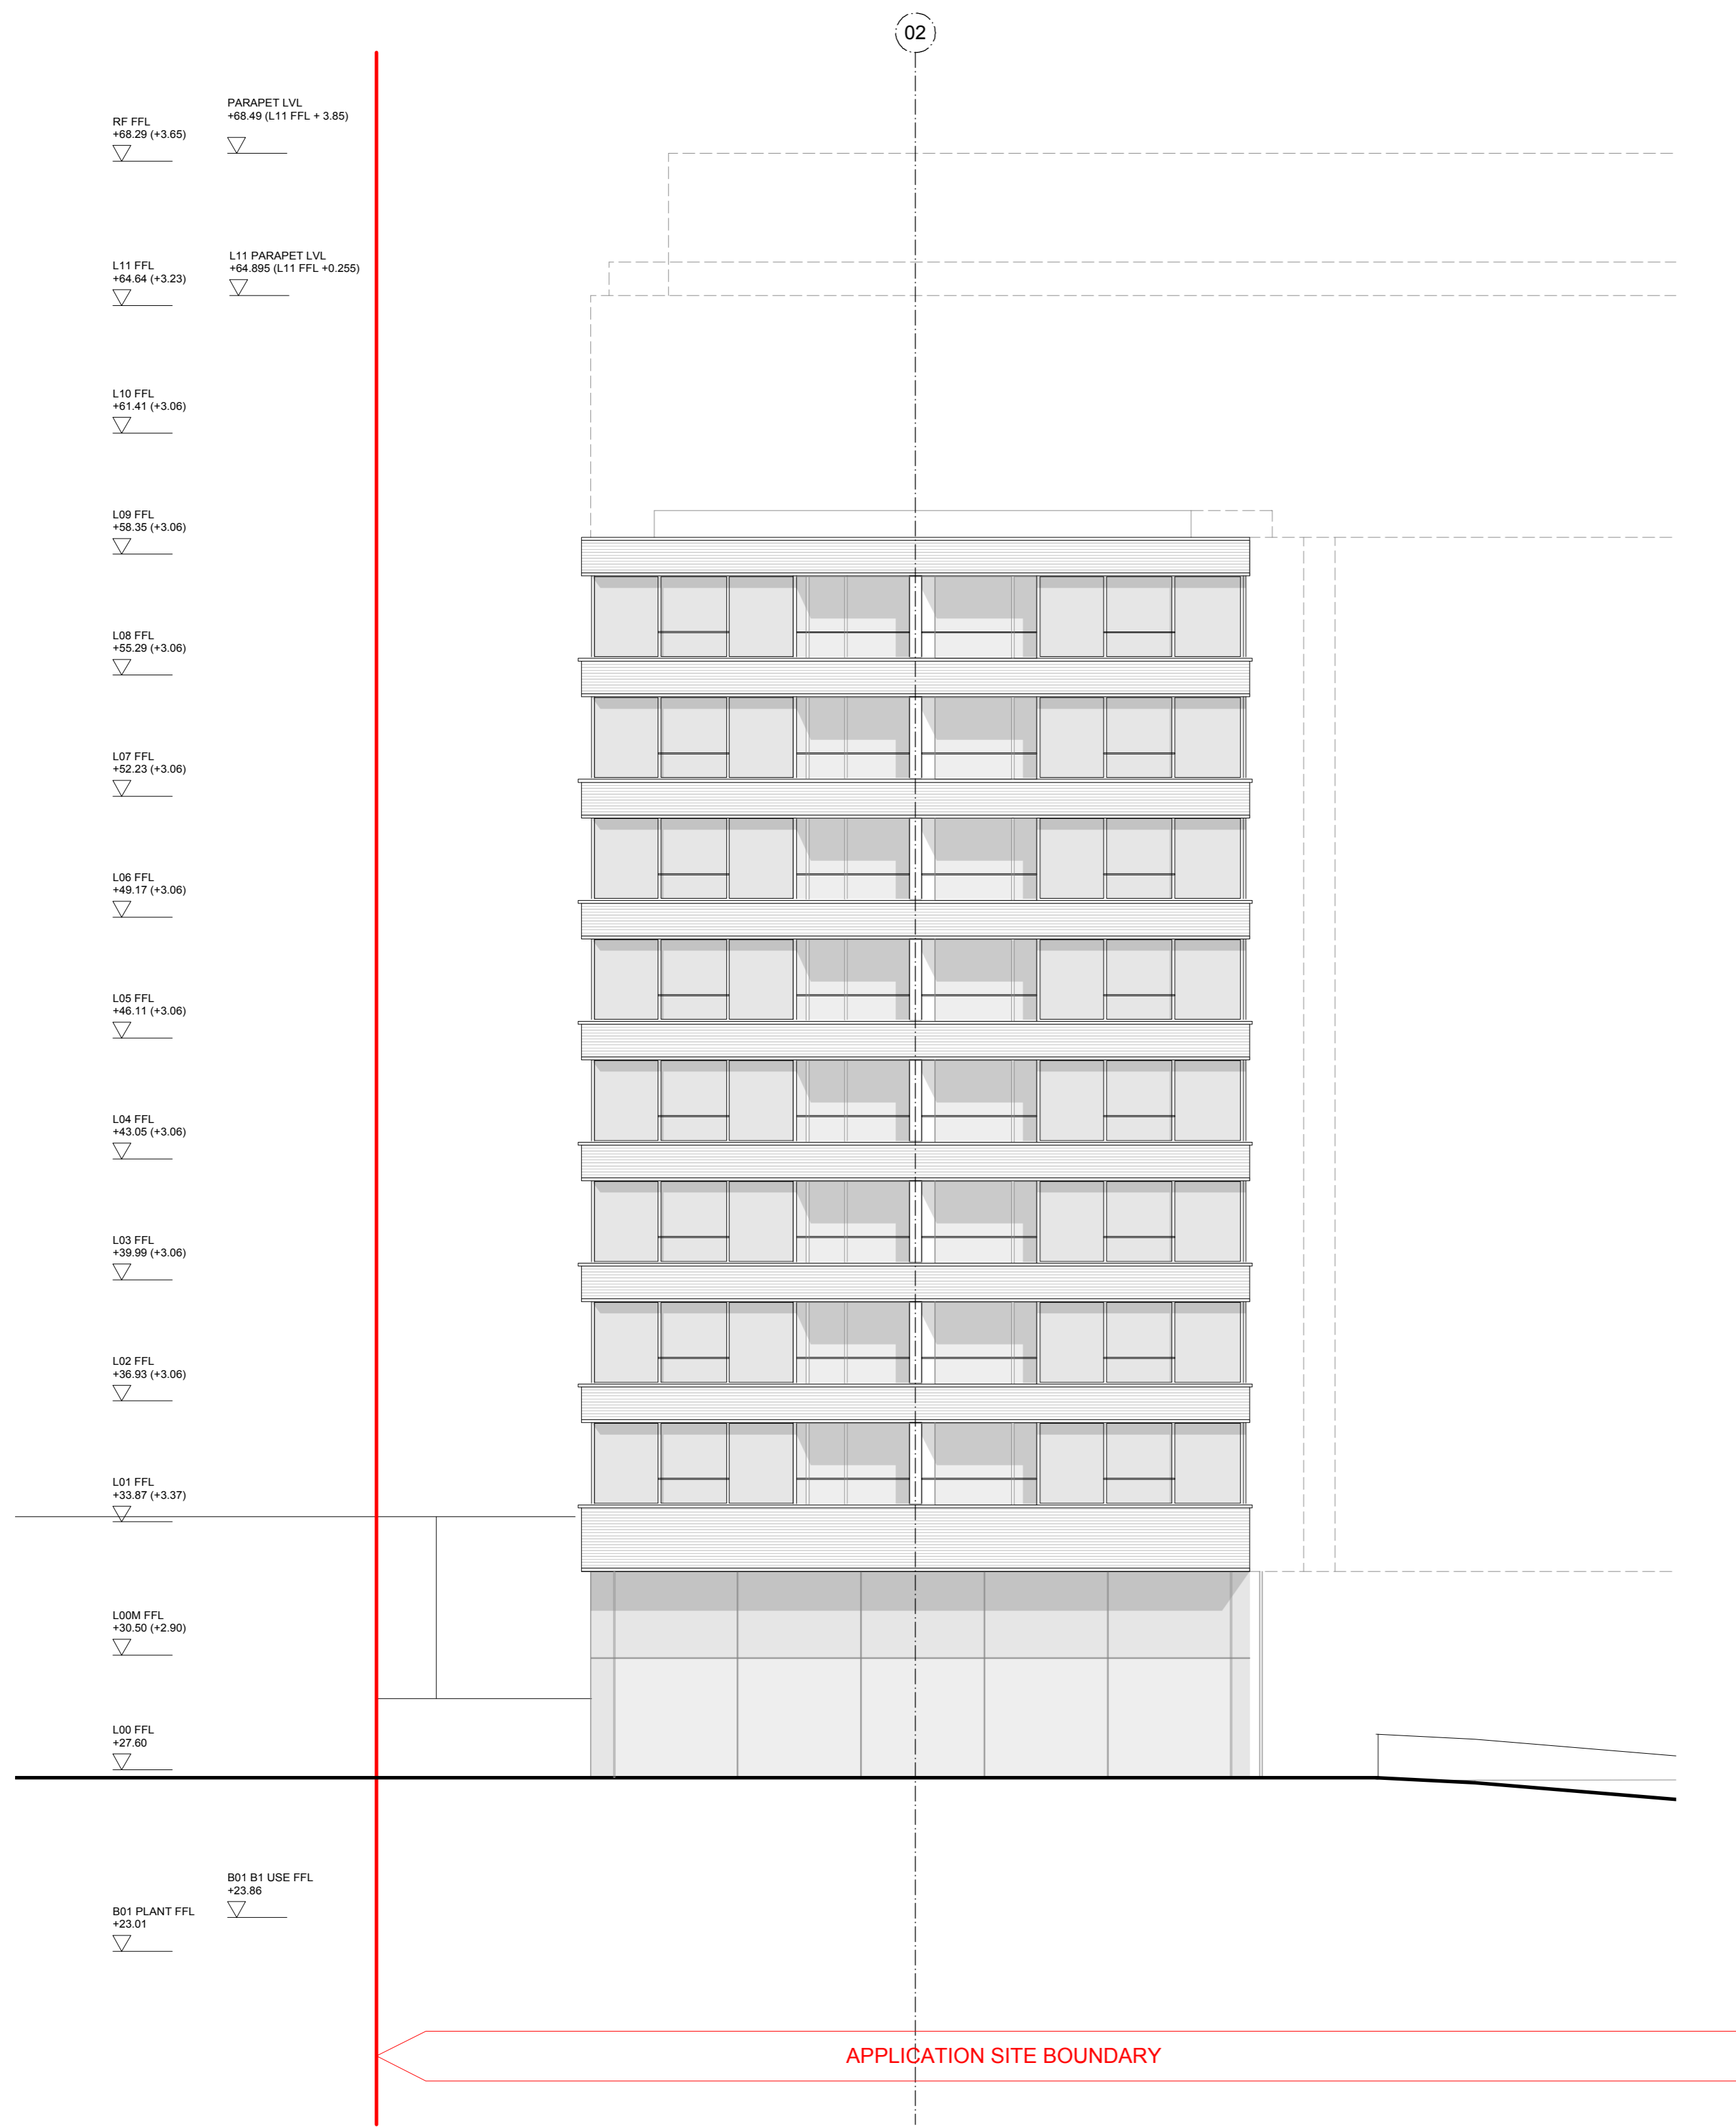 02
PARAPET LVL
+68.49 (L11 FFL + 3.85)
RF FFL
+68.29 (+3.65)
L11 PARAPET LVL
+64.895 (L11 FFL +0.255)
L11 FFL
+64.64 (+3.23)
L10 FFL
+61.41 (+3.06)
L09 FFL
+58.35 (+3.06)
L08 FFL
+55.29 (+3.06)
L07 FFL
+52.23 (+3.06)
L06 FFL
+49.17 (+3.06)
L05 FFL
+46.11 (+3.06)
L04 FFL
+43.05 (+3.06)
L03 FFL
+39.99 (+3.06)
L02 FFL
+36.93 (+3.06)
L01 FFL
+33.87 (+3.37)
L00M FFL
+30.50 (+2.90)
L00 FFL
+27.60
B01 B1 USE FFL
+23.86
B01 PLANT FFL
+23.01
APPLICATION SITE BOUNDARY